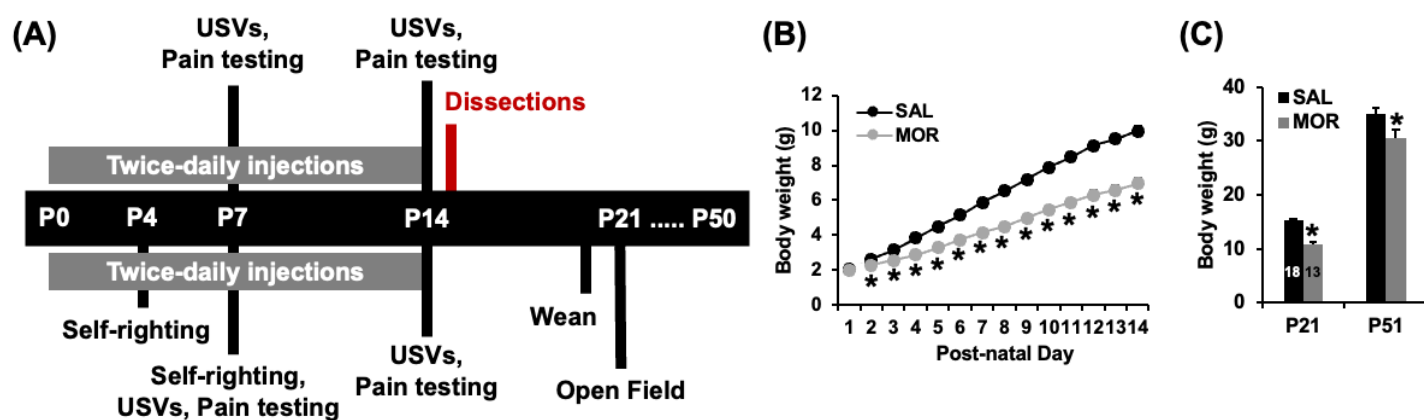 (A)
USVs,
Pain testing
USVs,
Pain testing
Dissections
Twice-daily injections
P0 P4 P7 P14 P21 ..... P50
Twice-daily injections
Self-righting
Wean
Self-righting,
USVs, Pain testing
USVs,
Pain testing
Open Field
(B)
Body weight (g)
12
10
8
6
4
2
0
SAL
MOR
* * * * * * * * * * * * *
1 2 3 4 5 6 7 8 9 10 11 12 13 14
Post-natal Day
(C)
Body weight (g)
40
30
20
10
0
SAL
MOR
*
*
18 13
P21 P51